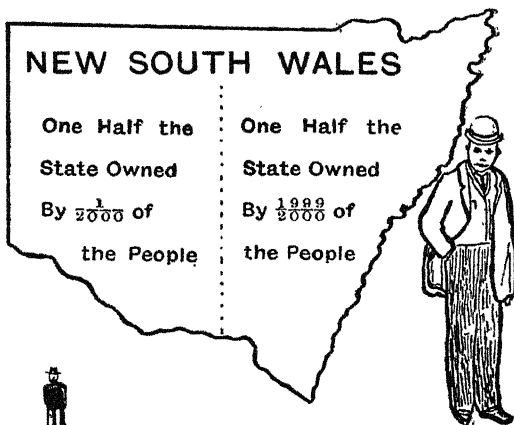 NEW SOUTH WALES
One Half the
State Owned
By 1/2000 of
the People
One Half the
State Owned
By 1999/2000 of
the People